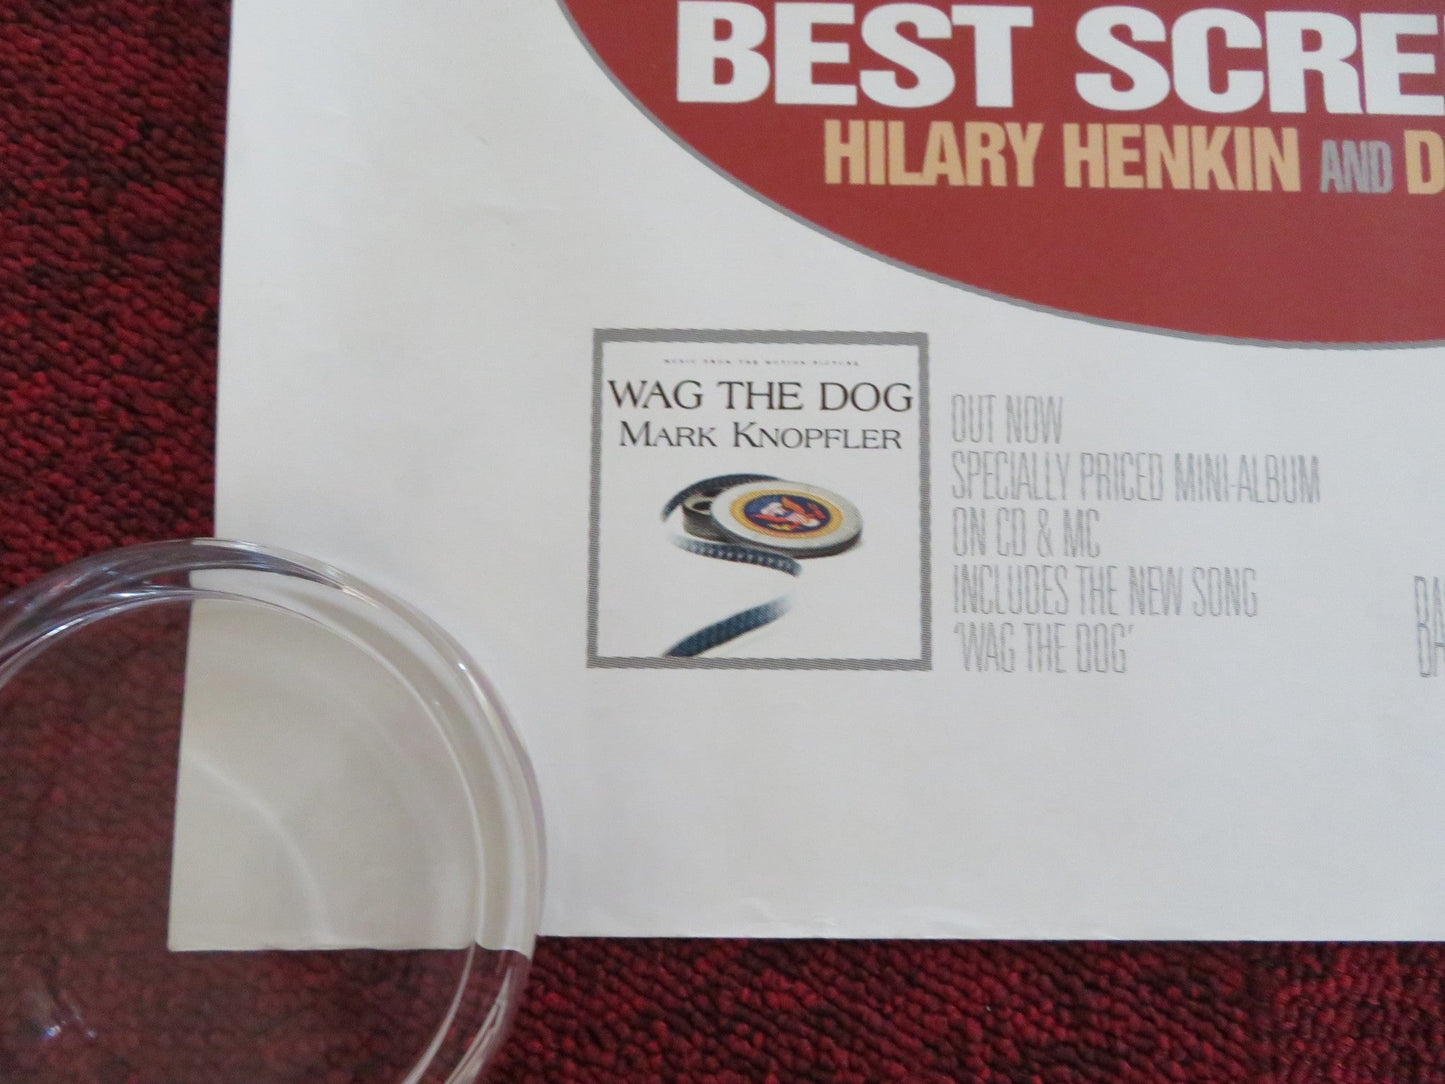 BEST SCRE
HILARY HENKIN AND D
MUSIC FROM THE MOTION PICTURE
WAG THE DOG
MARK KNOPFLER
OUT NOW
SPECIALLY PRICED MINI-ALBUM
ON CD & MC
INCLUDES THE NEW SONG
'WAG THE DOG'